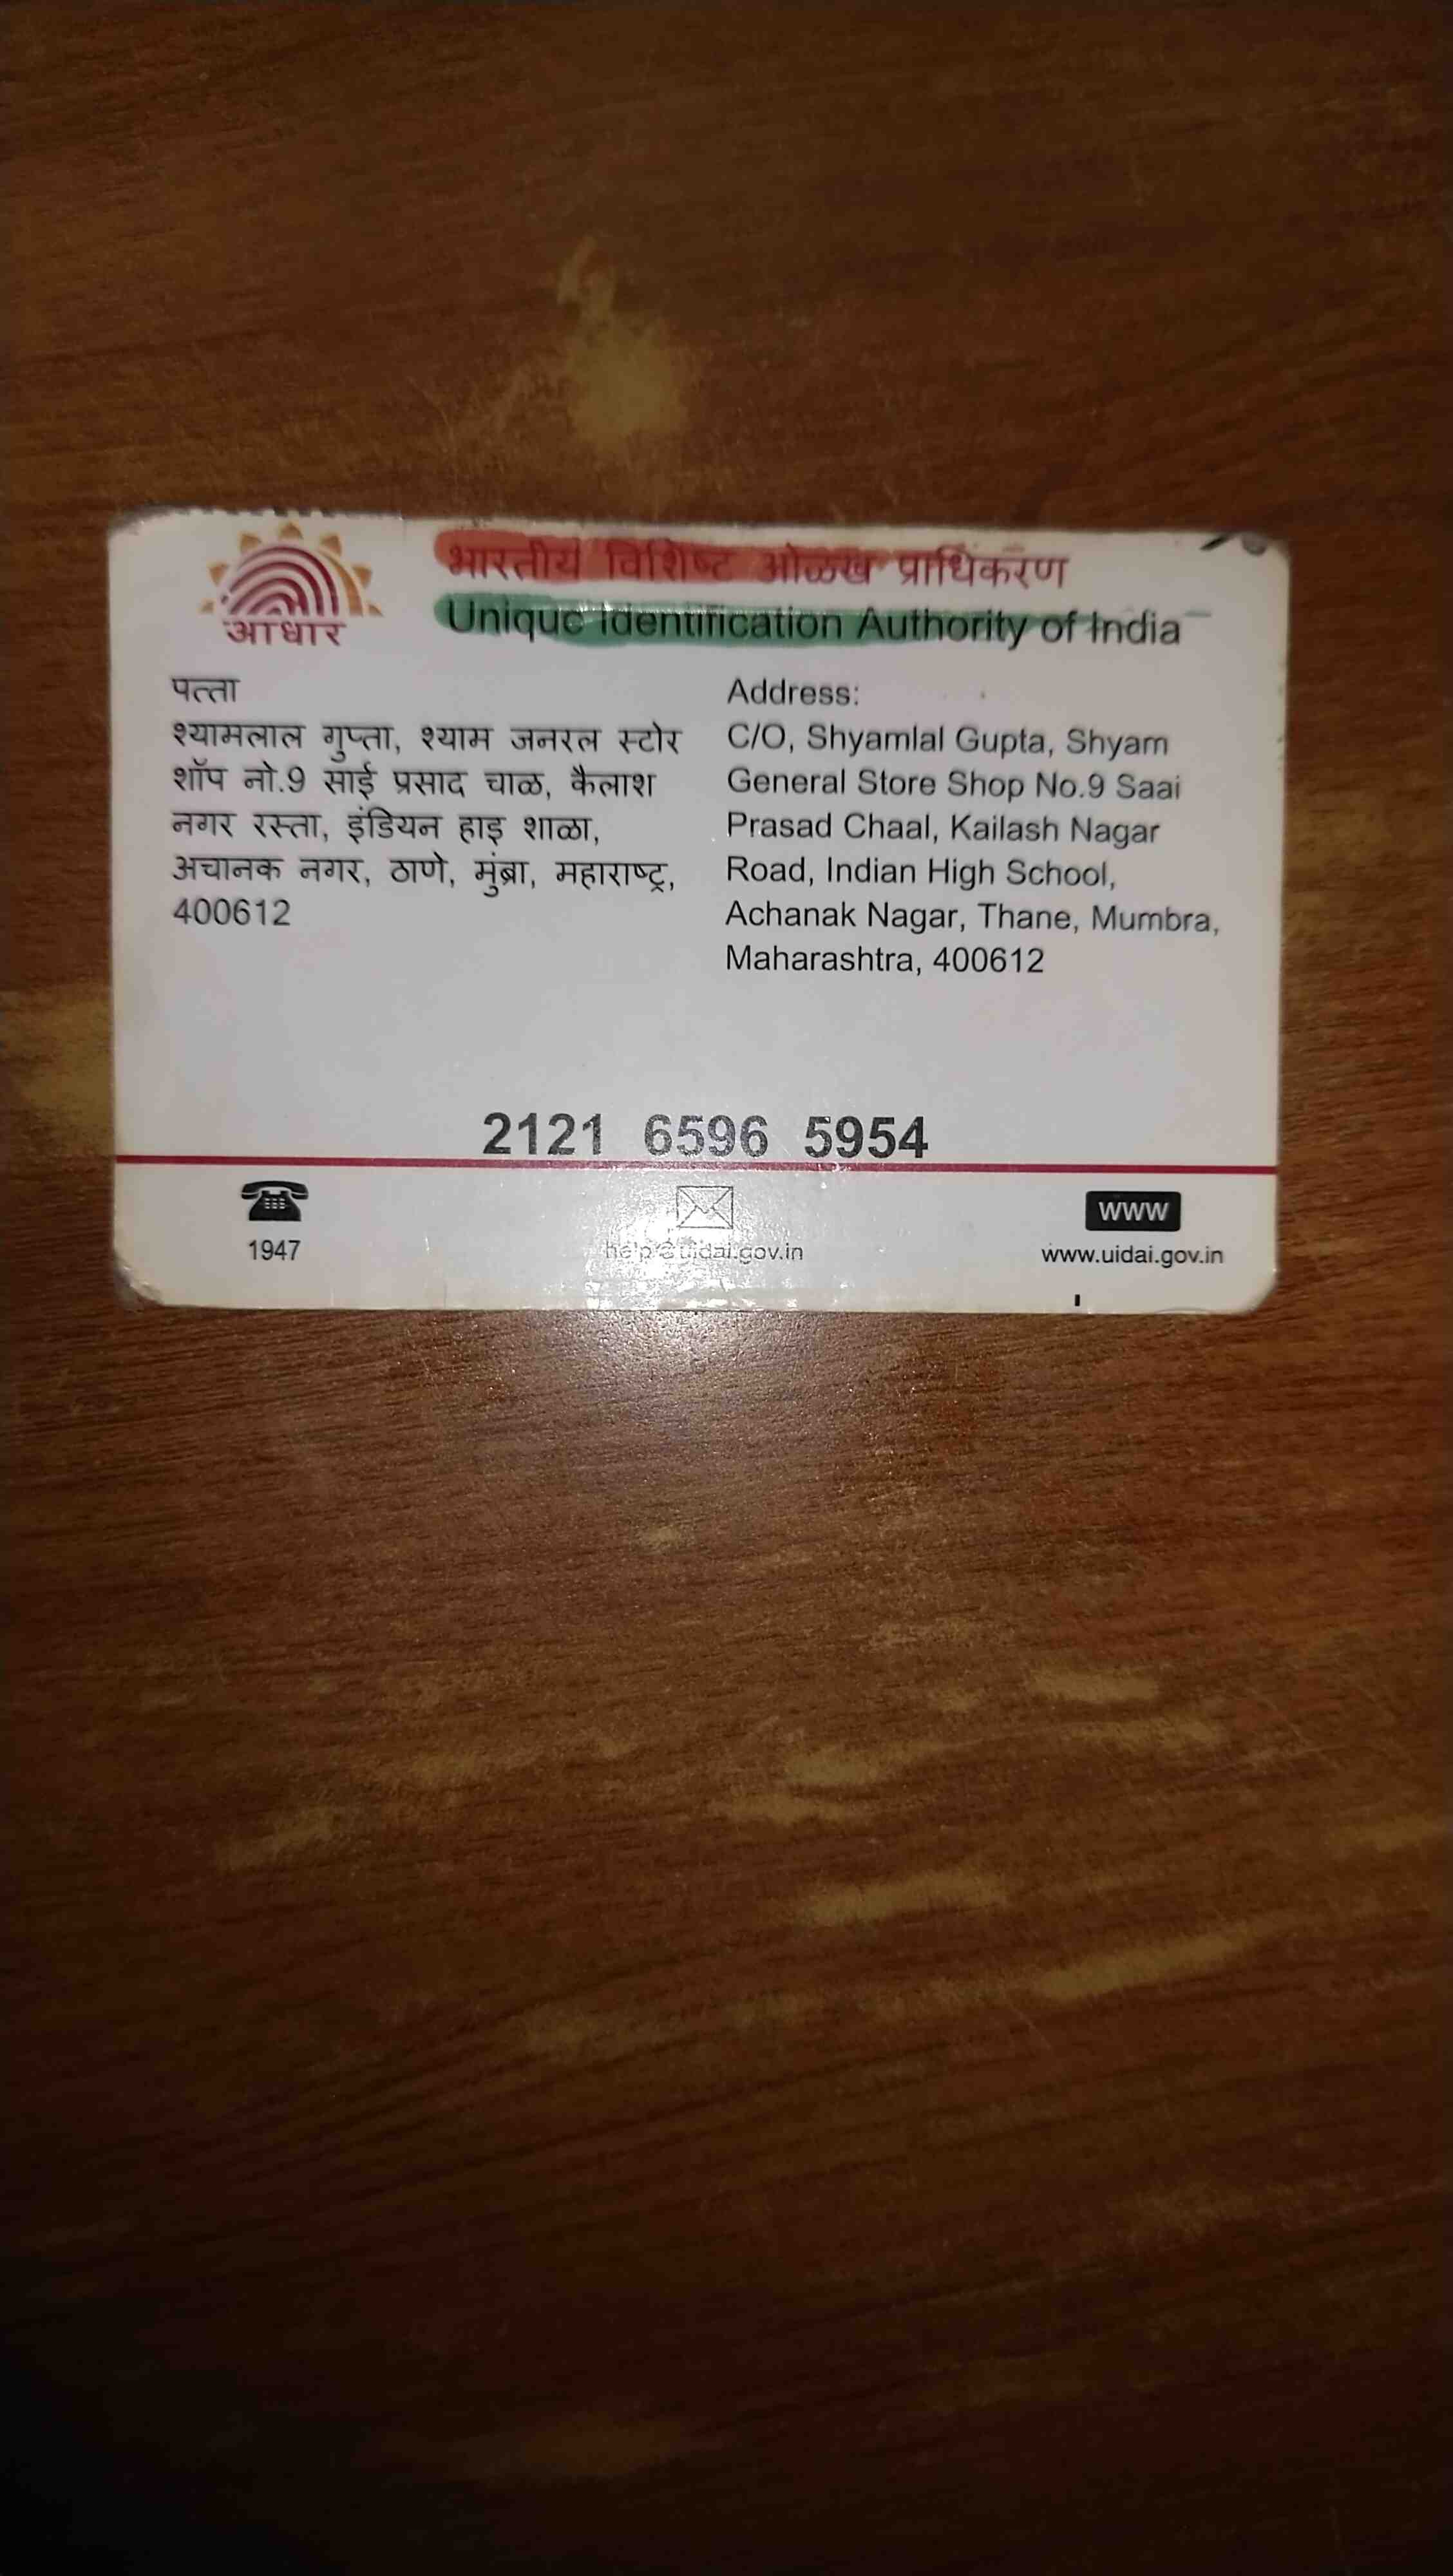 आधार
भारतीय विशिष्ट ओळख प्राधिकरण
Unique Identification Authority of India
पत्ता
श्यामलाल गुप्ता, श्याम जनरल स्टोर
शॉप नो.9 साई प्रसाद चाळ, कैलाश
नगर रस्ता, इंडियन हाइ शाळा,
अचानक नगर, ठाणे, मुंब्रा, महाराष्ट्र,
400612
Address:
C/O, Shyamlal Gupta, Shyam
General Store Shop No.9 Saai
Prasad Chaal, Kailash Nagar
Road, Indian High School,
Achanak Nagar, Thane, Mumbra,
Maharashtra, 400612
2121 6596 5954
1947
help@uidai.gov.in
www
www.uidai.gov.in